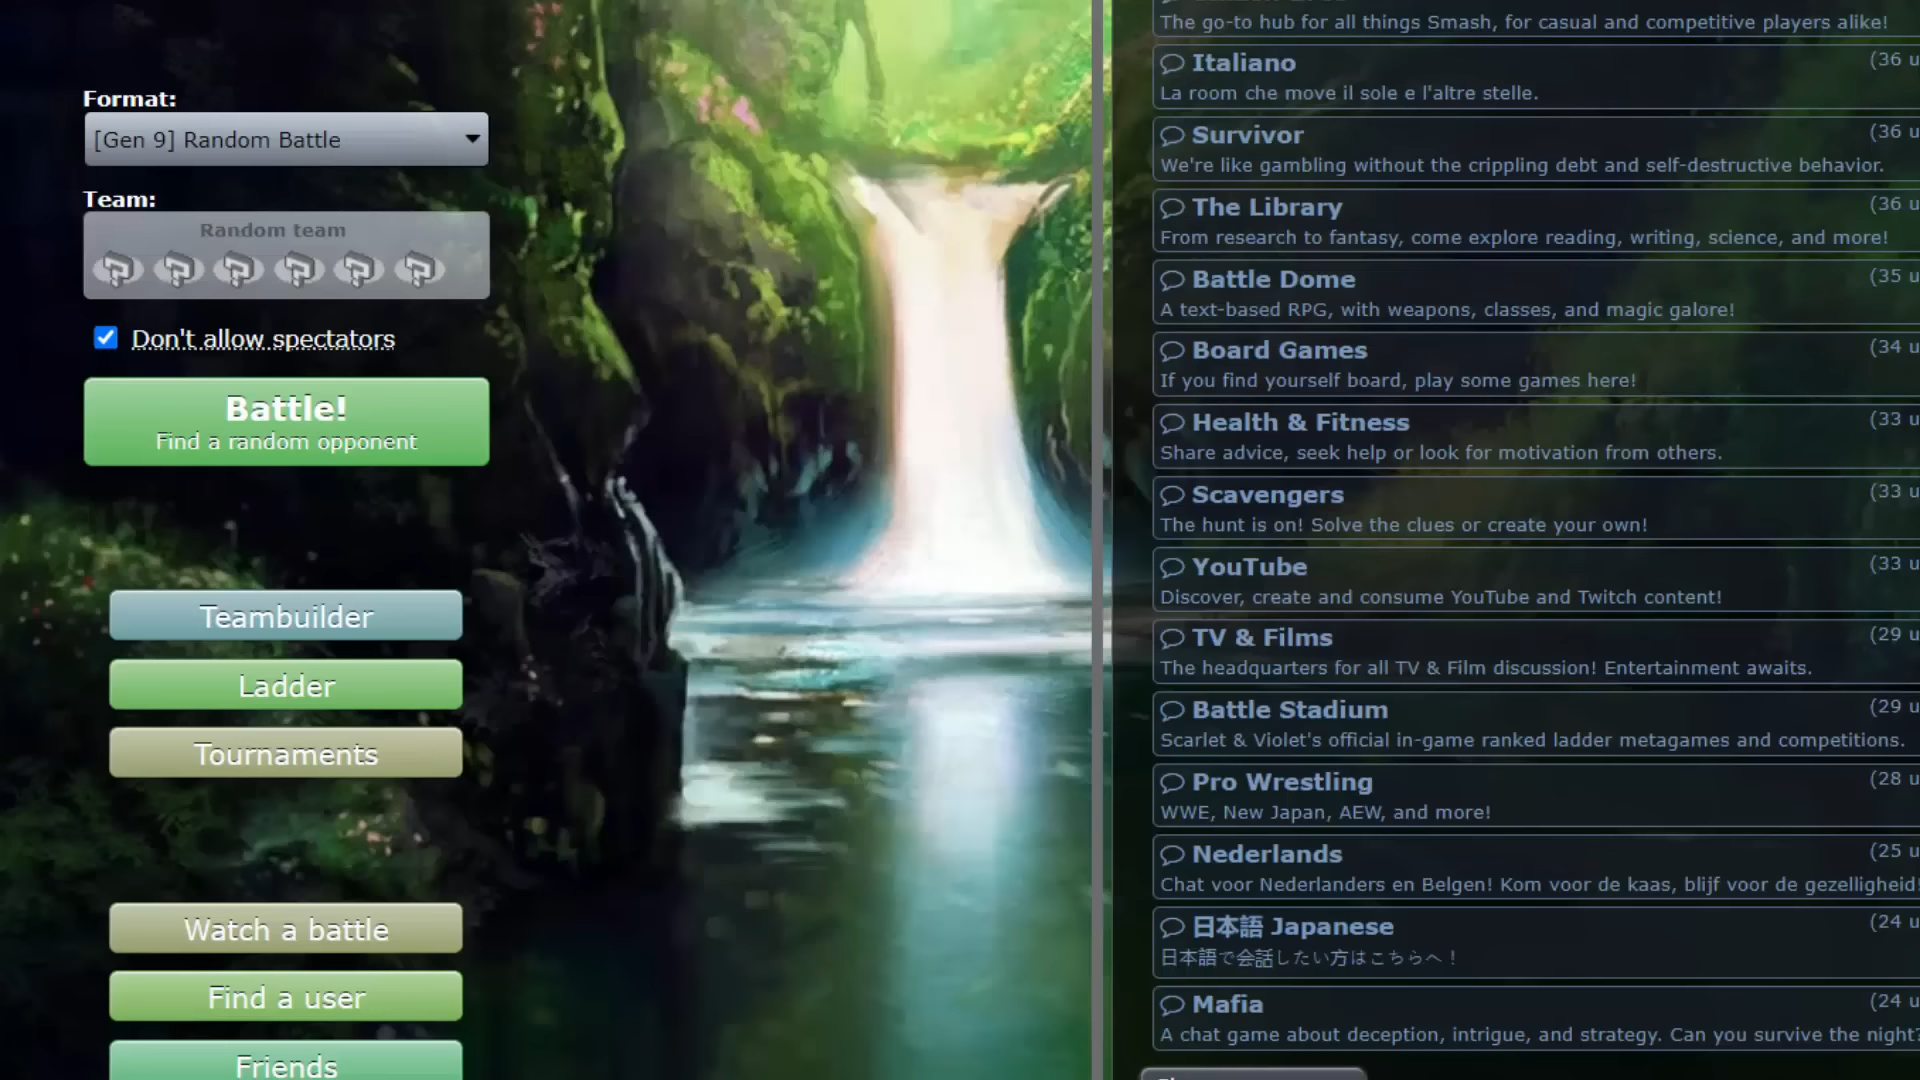 Format:
[Gen 9] Random Battle
Team:
Random team
Don't allow spectators
Battle!
Find a random opponent
Teambuilder
Ladder
Tournaments
Watch a battle
Find a user
Friends
The go-to hub for all things Smash, for casual and competitive players alike!
Italiano (36 u
La room che move il sole e l'altre stelle.
Survivor (36 u
We're like gambling without the crippling debt and self-destructive behavior.
The Library (36 u
From research to fantasy, come explore reading, writing, science, and more!
Battle Dome (35 u
A text-based RPG, with weapons, classes, and magic galore!
Board Games (34 u
If you find yourself board, play some games here!
Health & Fitness (33 u
Share advice, seek help or look for motivation from others.
Scavengers (33 u
The hunt is on! Solve the clues or create your own!
YouTube (33 u
Discover, create and consume YouTube and Twitch content!
TV & Films (29 u
The headquarters for all TV & Film discussion! Entertainment awaits.
Battle Stadium (29 u
Scarlet & Violet's official in-game ranked ladder metagames and competitions.
Pro Wrestling (28 u
WWE, New Japan, AEW, and more!
Nederlands (25 u
Chat voor Nederlanders en Belgen! Kom voor de kaas, blijf voor de gezelligheid!
日本語 Japanese (24 u
日本語で会話したい方はこちらへ！
Mafia (24 u
A chat game about deception, intrigue, and strategy. Can you survive the night?